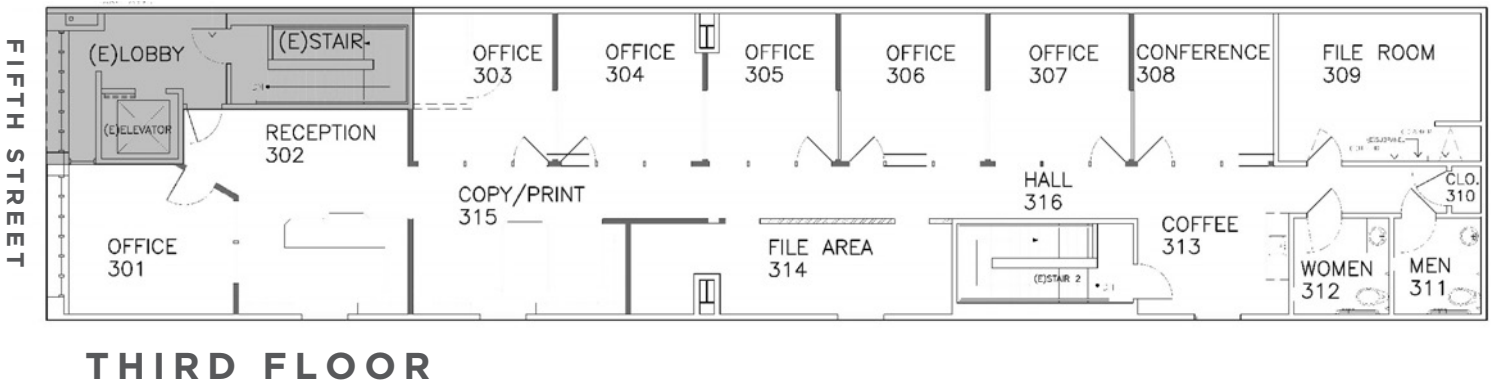 FIFTH STREET
(E)LOBBY
(E)STAIR
(E)ELEVATOR
RECEPTION
302
OFFICE
303
OFFICE
304
OFFICE
305
OFFICE
306
OFFICE
307
CONFERENCE
308
FILE ROOM
309
OFFICE
301
COPY/PRINT
315
HALL
316
FILE AREA
314
(E)STAIR 2
COFFEE
313
CLO.
310
WOMEN
312
MEN
311
THIRD FLOOR